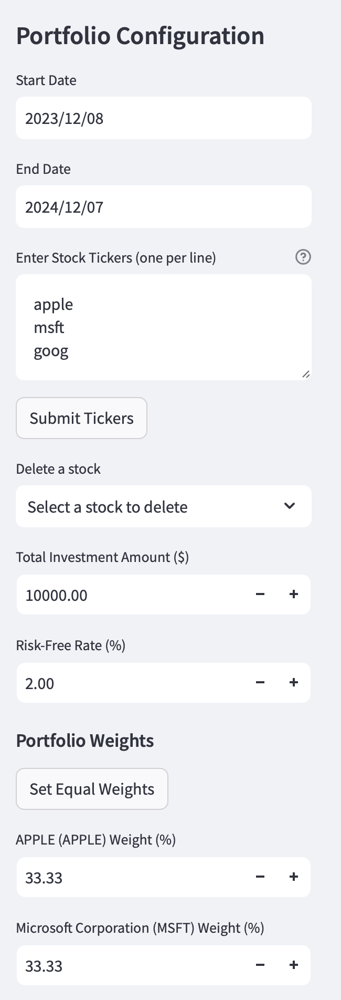 Portfolio Configuration
Start Date
2023/12/08
End Date
2024/12/07
Enter Stock Tickers (one per line)
apple
msft
goog
Submit Tickers
Delete a stock
Select a stock to delete
Total Investment Amount ($)
10000.00
Risk-Free Rate (%)
2.00
Portfolio Weights
Set Equal Weights
APPLE (APPLE) Weight (%)
33.33
Microsoft Corporation (MSFT) Weight (%)
33.33